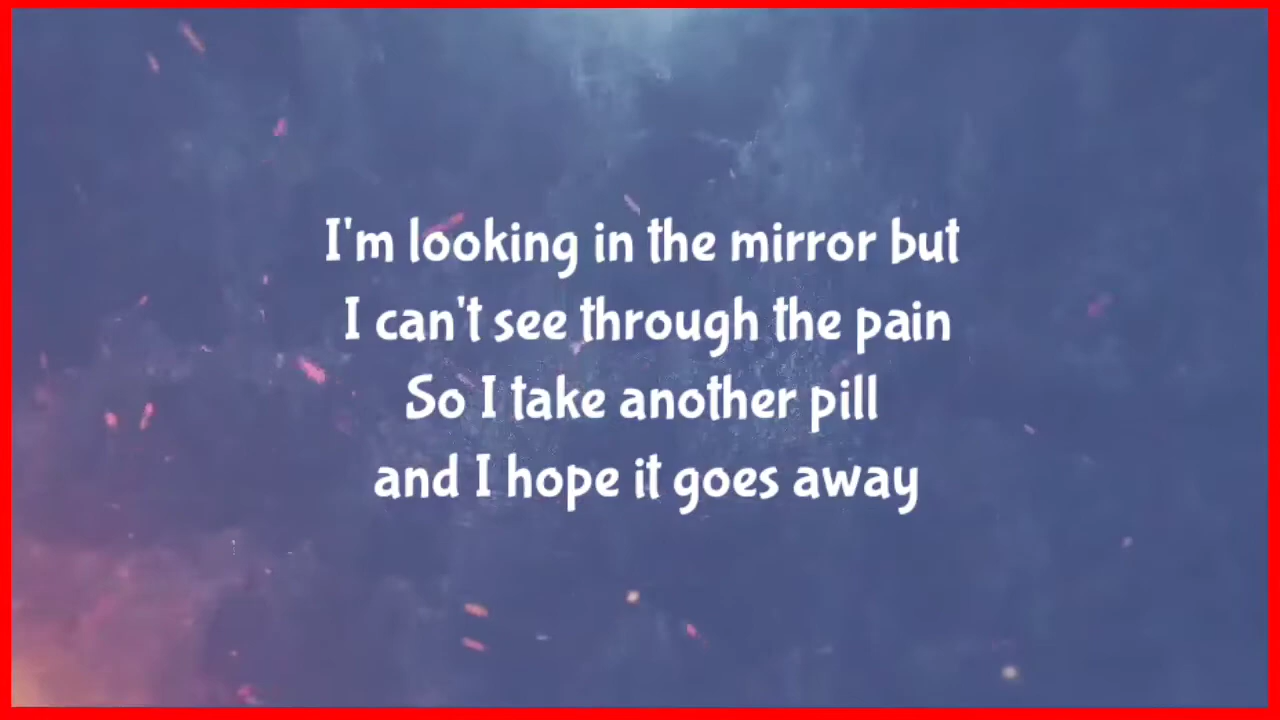 I'm looking in the mirror but
I can't see through the pain
So I take another pill
and I hope it goes away